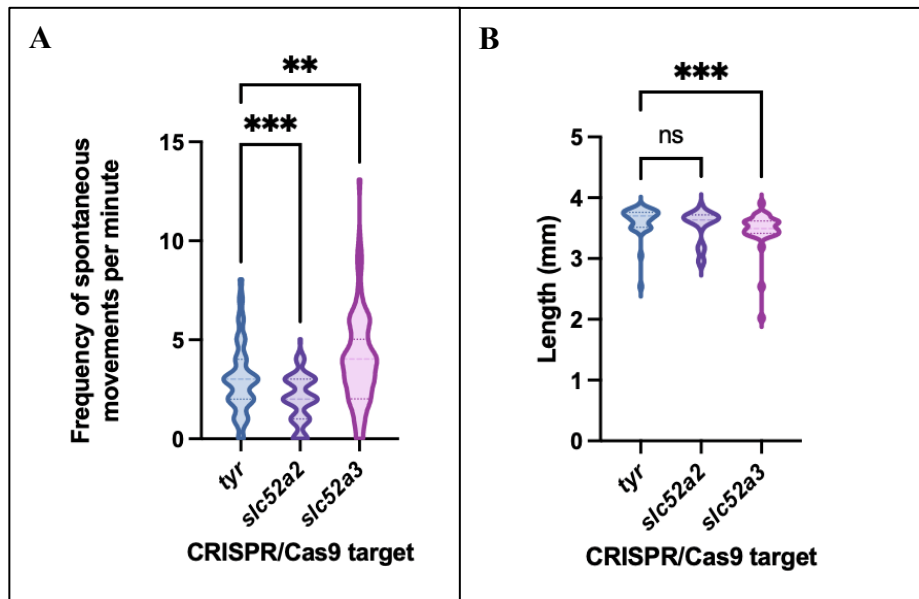 A
Frequency of spontaneous
movements per minute
15
10
5
0
**
***
tyr
slc52a2
slc52a3
CRISPR/Cas9 target
B
Length (mm)
5
4
3
2
1
0
***
ns
tyr
slc52a2
slc52a3
CRISPR/Cas9 target